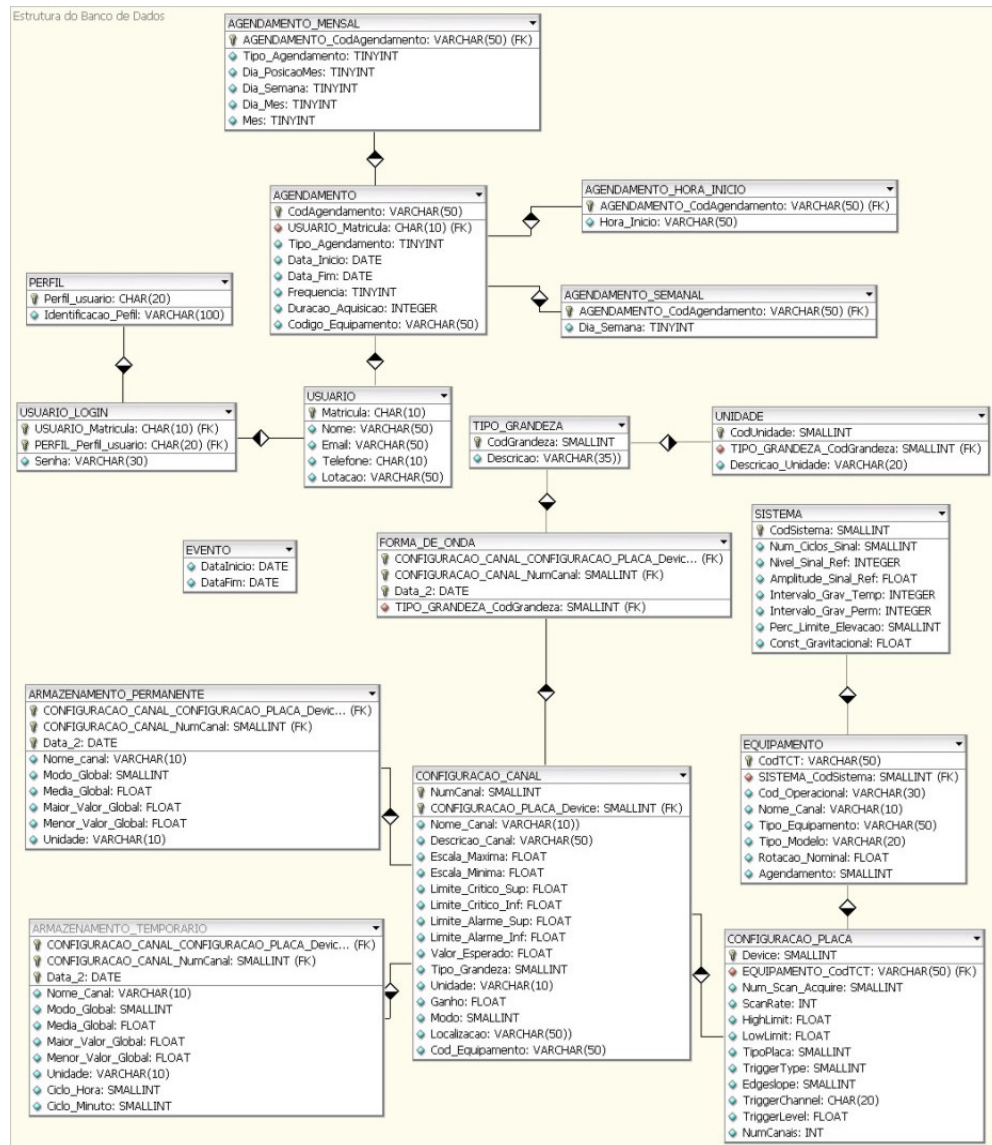 Estrutura do Banco de Dados
AGENDAMENTO_MENSAL
AGENDAMENTO_CodAgendamento: VARCHAR(50) (FK)
Tipo_Agendamento: TINYINT
Dia_PosicaoMes: TINYINT
Dia_Semana: TINYINT
Dia_Mes: TINYINT
Mes: TINYINT
AGENDAMENTO
CodAgendamento: VARCHAR(50)
USUARIO_Matricula: CHAR(10) (FK)
Tipo_Agendamento: TINYINT
Data_Inicio: DATE
Data_Fim: DATE
Frequencia: TINYINT
Duracao_Aquisicao: INTEGER
Codigo_Equipamento: VARCHAR(50)
AGENDAMENTO_HORA_INICIO
AGENDAMENTO_CodAgendamento: VARCHAR(50) (FK)
Hora_Inicio: VARCHAR(50)
AGENDAMENTO_SEMANAL
AGENDAMENTO_CodAgendamento: VARCHAR(50) (FK)
Dia_Semana: TINYINT
PERFIL
Perfil_usuario: CHAR(20)
Identificacao_Pefil: VARCHAR(100)
USUARIO_LOGIN
USUARIO_Matricula: CHAR(10) (FK)
PERFIL_Perfil_usuario: CHAR(20) (FK)
Senha: VARCHAR(30)
USUARIO
Matricula: CHAR(10)
Nome: VARCHAR(50)
Email: VARCHAR(50)
Telefone: CHAR(10)
Lotacao: VARCHAR(50)
TIPO_GRANDEZA
CodGrandeza: SMALLINT
Descricao: VARCHAR(35))
UNIDADE
CodUnidade: SMALLINT
TIPO_GRANDEZA_CodGrandeza: SMALLINT (FK)
Descricao_Unidade: VARCHAR(20)
EVENTO
DataInicio: DATE
DataFim: DATE
FORMA_DE_ONDA
CONFIGURACAO_CANAL_CONFIGURACAO_PLACA_Devic... (FK)
CONFIGURACAO_CANAL_NumCanal: SMALLINT (FK)
Data_2: DATE
TIPO_GRANDEZA_CodGrandeza: SMALLINT (FK)
SISTEMA
CodSistema: SMALLINT
Num_Ciclos_Sinal: SMALLINT
Nivel_Sinal_Ref: INTEGER
Amplitude_Sinal_Ref: FLOAT
Intervalo_Grav_Temp: INTEGER
Intervalo_Grav_Perm: INTEGER
Perc_Limite_Elevacao: SMALLINT
Const_Gravitacional: FLOAT
ARMAZENAMENTO_PERMANENTE
CONFIGURACAO_CANAL_CONFIGURACAO_PLACA_Devic... (FK)
CONFIGURACAO_CANAL_NumCanal: SMALLINT (FK)
Data_2: DATE
Nome_canal: VARCHAR(10)
Modo_Global: SMALLINT
Media_Global: FLOAT
Maior_Valor_Global: FLOAT
Menor_Valor_Global: FLOAT
Unidade: VARCHAR(10)
ARMAZENAMENTO_TEMPORARIO
CONFIGURACAO_CANAL_CONFIGURACAO_PLACA_Devic... (FK)
CONFIGURACAO_CANAL_NumCanal: SMALLINT (FK)
Data_2: DATE
Nome_Canal: VARCHAR(10)
Modo_Global: SMALLINT
Media_Global: FLOAT
Maior_Valor_Global: FLOAT
Menor_Valor_Global: FLOAT
Unidade: VARCHAR(10)
Ciclo_Hora: SMALLINT
Ciclo_Minuto: SMALLINT
CONFIGURACAO_CANAL
NumCanal: SMALLINT
CONFIGURACAO_PLACA_Device: SMALLINT (FK)
Nome_Canal: VARCHAR(10))
Descricao_Canal: VARCHAR(50)
Escala_Maxima: FLOAT
Escala_Minima: FLOAT
Limite_Critico_Sup: FLOAT
Limite_Critico_Inf: FLOAT
Limite_Alarme_Sup: FLOAT
Limite_Alarme_Inf: FLOAT
Valor_Esperado: FLOAT
Tipo_Grandeza: SMALLINT
Unidade: VARCHAR(10)
Ganho: FLOAT
Modo: SMALLINT
Localizacao: VARCHAR(50))
Cod_Equipamento: VARCHAR(50)
EQUIPAMENTO
CodTCT: VARCHAR(50)
SISTEMA_CodSistema: SMALLINT (FK)
Cod_Operacional: VARCHAR(30)
Nome_Canal: VARCHAR(10)
Tipo_Equipamento: VARCHAR(50)
Tipo_Modelo: VARCHAR(20)
Rotacao_Nominal: FLOAT
Agendamento: SMALLINT
CONFIGURACAO_PLACA
Device: SMALLINT
EQUIPAMENTO_CodTCT: VARCHAR(50) (FK)
Num_Scan_Acquire: SMALLINT
ScanRate: INT
HighLimit: FLOAT
LowLimit: FLOAT
TipoPlaca: SMALLINT
TriggerType: SMALLINT
Edgeslope: SMALLINT
TriggerChannel: CHAR(20)
TriggerLevel: FLOAT
NumCanais: INT